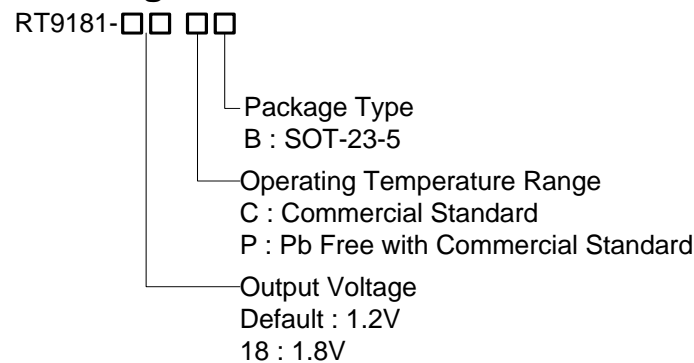 RT9181-□□ □□
Package Type
B : SOT-23-5
Operating Temperature Range
C : Commercial Standard
P : Pb Free with Commercial Standard
Output Voltage
Default : 1.2V
18 : 1.8V